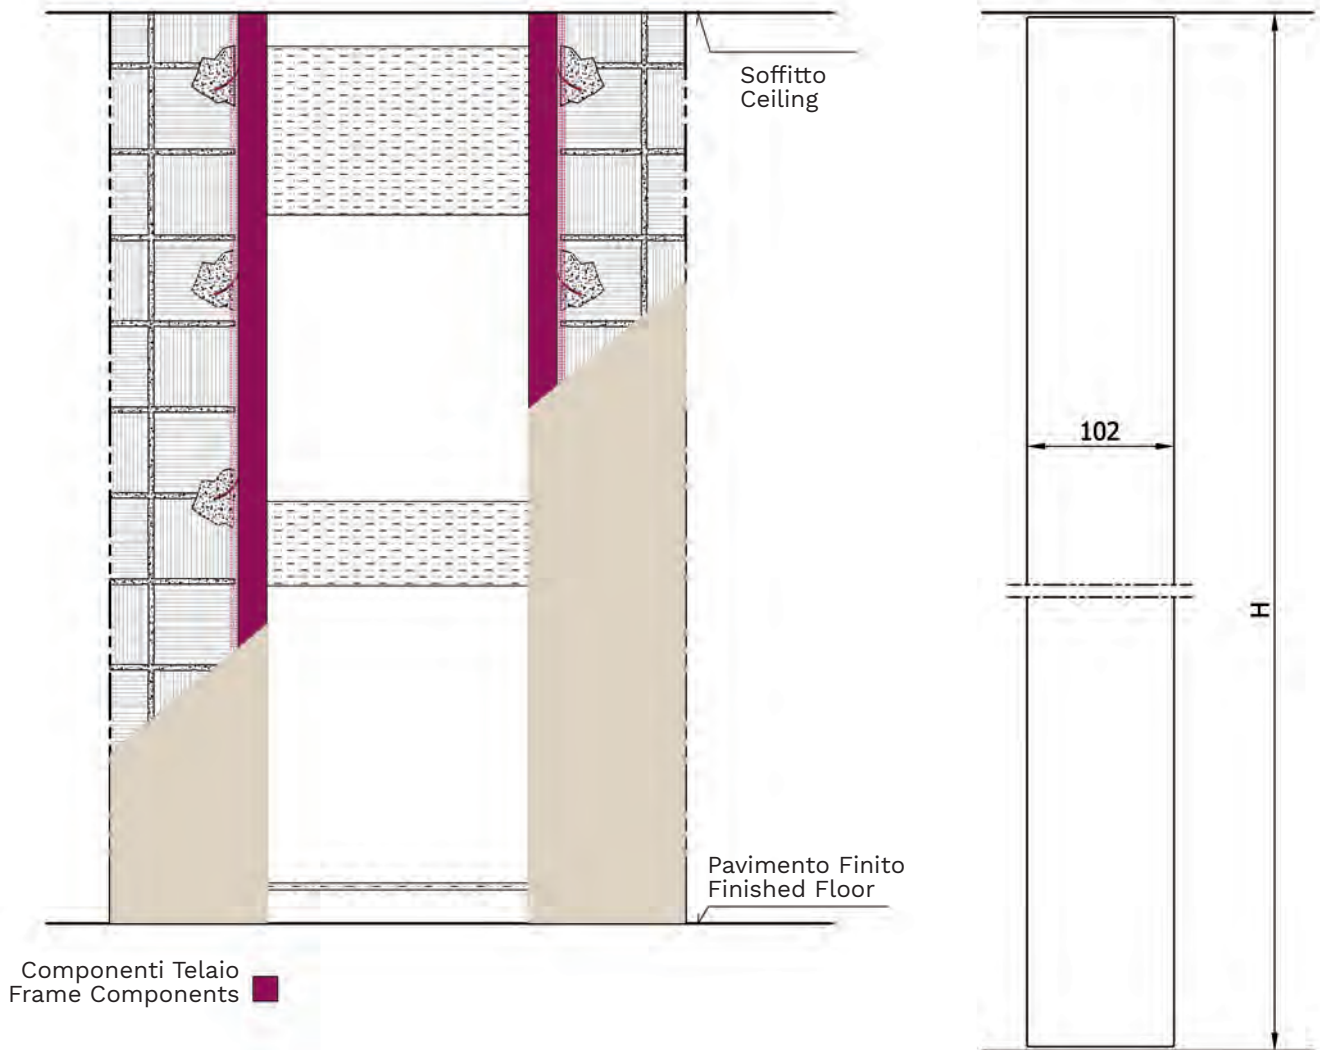 Soffitto
Ceiling
102
H
Pavimento Finito
Finished Floor
Componenti Telaio
Frame Components